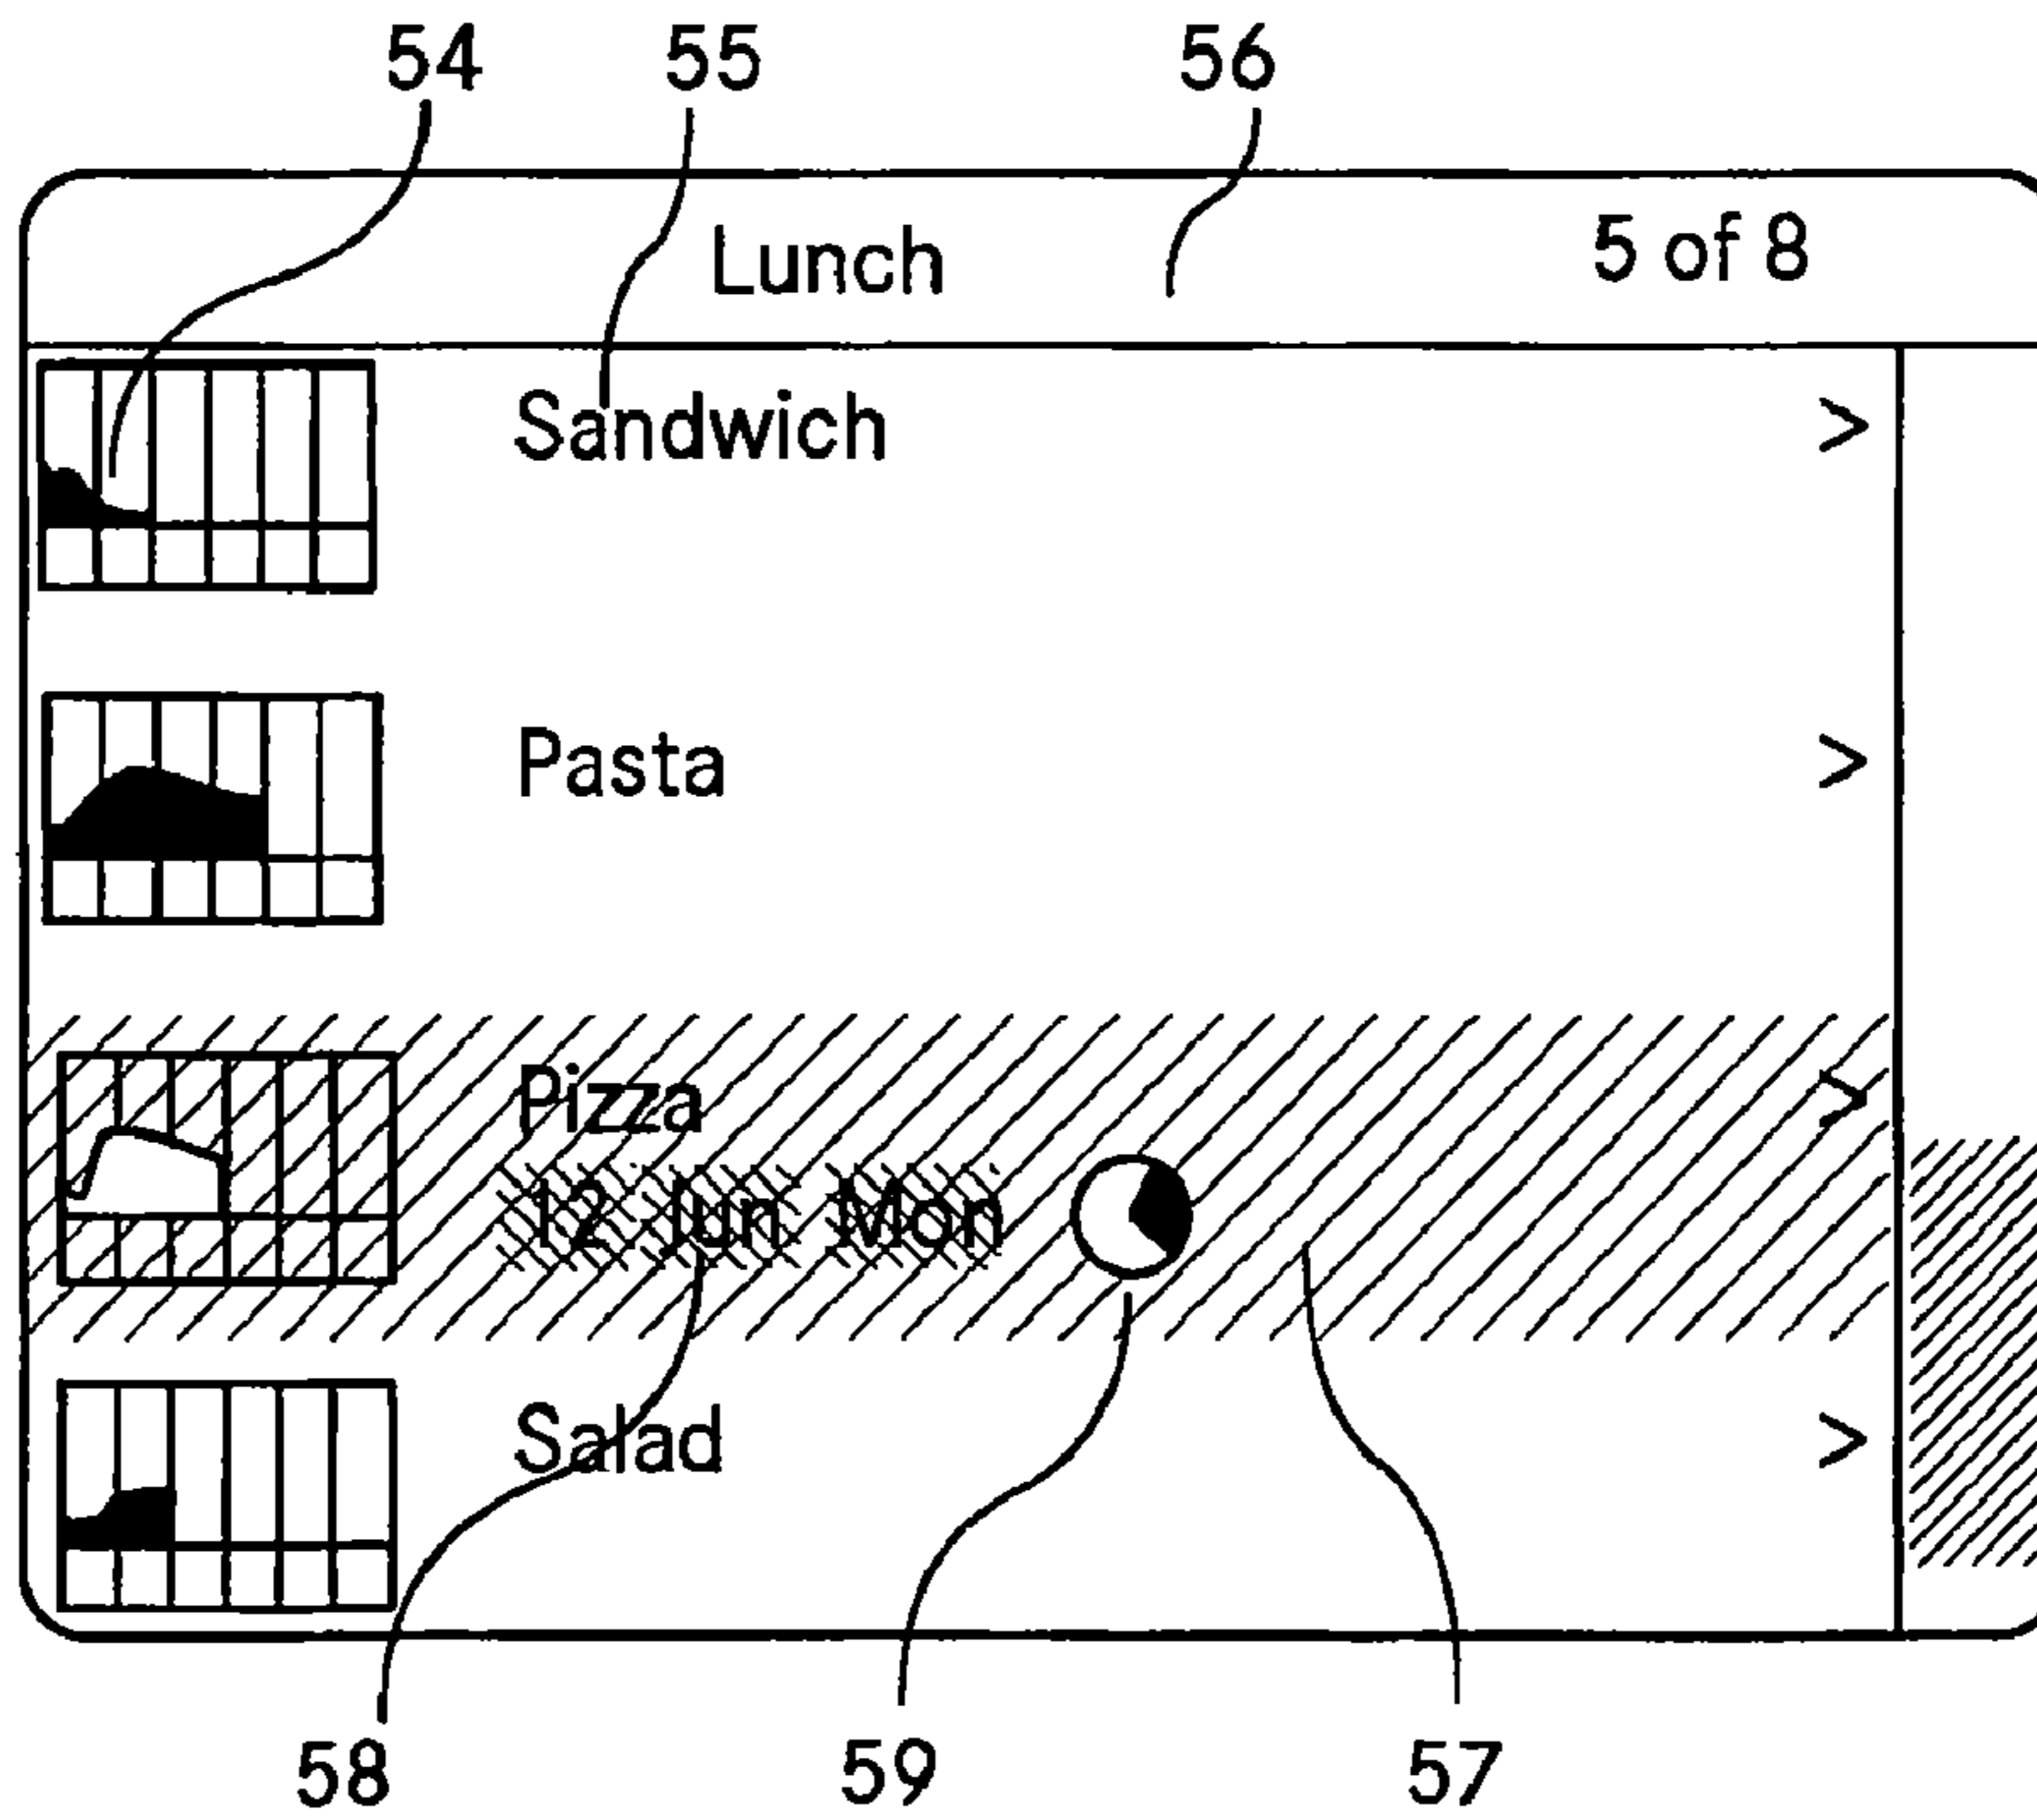 54 55 56
Lunch 5 of 8
Sandwich >
Pasta >
Pizza >
12 Jun Mon
Salad >
58 59 57